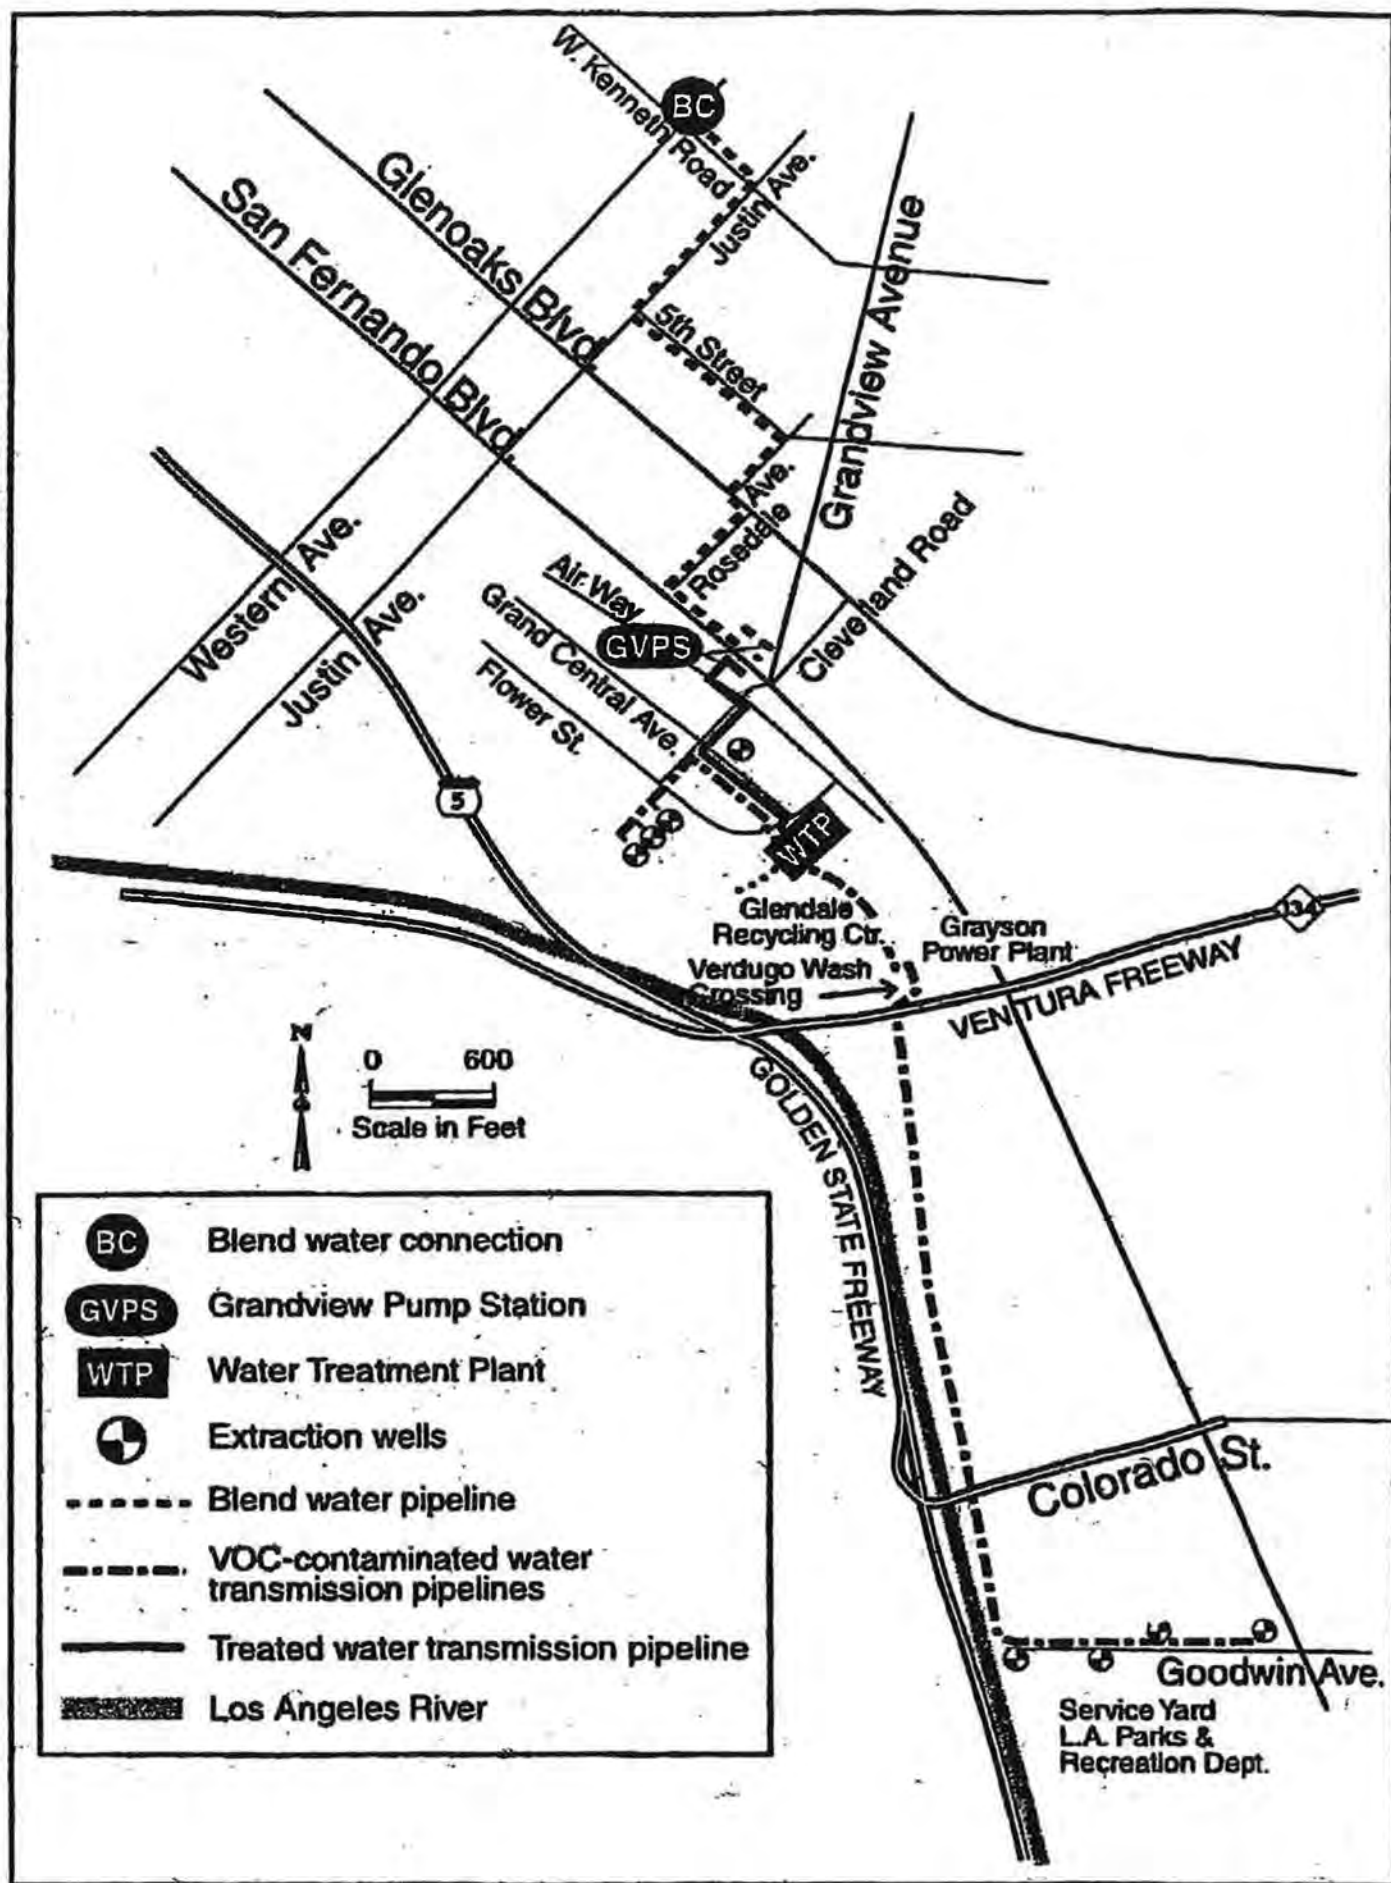 W. Kenneth Road
BC
Justin Ave.
Glenoaks Blvd.
San Fernando Blvd.
5th Street
Grandview Avenue
Rosedale Ave.
Cleveland Road
Western Ave.
Justin Ave.
Air Way
Grand Central Ave.
Flower St.
GVPS
5
WTP
Glendale
Recycling Ctr.
Grayson
Power Plant
134
Verdugo Wash
Crossing
VENTURA FREEWAY
N
0 600
Scale in Feet
GOLDEN STATE FREEWAY
BC Blend water connection
GVPS Grandview Pump Station
WTP Water Treatment Plant
Extraction wells
Blend water pipeline
VOC-contaminated water
transmission pipelines
Treated water transmission pipeline
Los Angeles River
Colorado St.
Goodwin Ave.
Service Yard
L.A. Parks &
Recreation Dept.